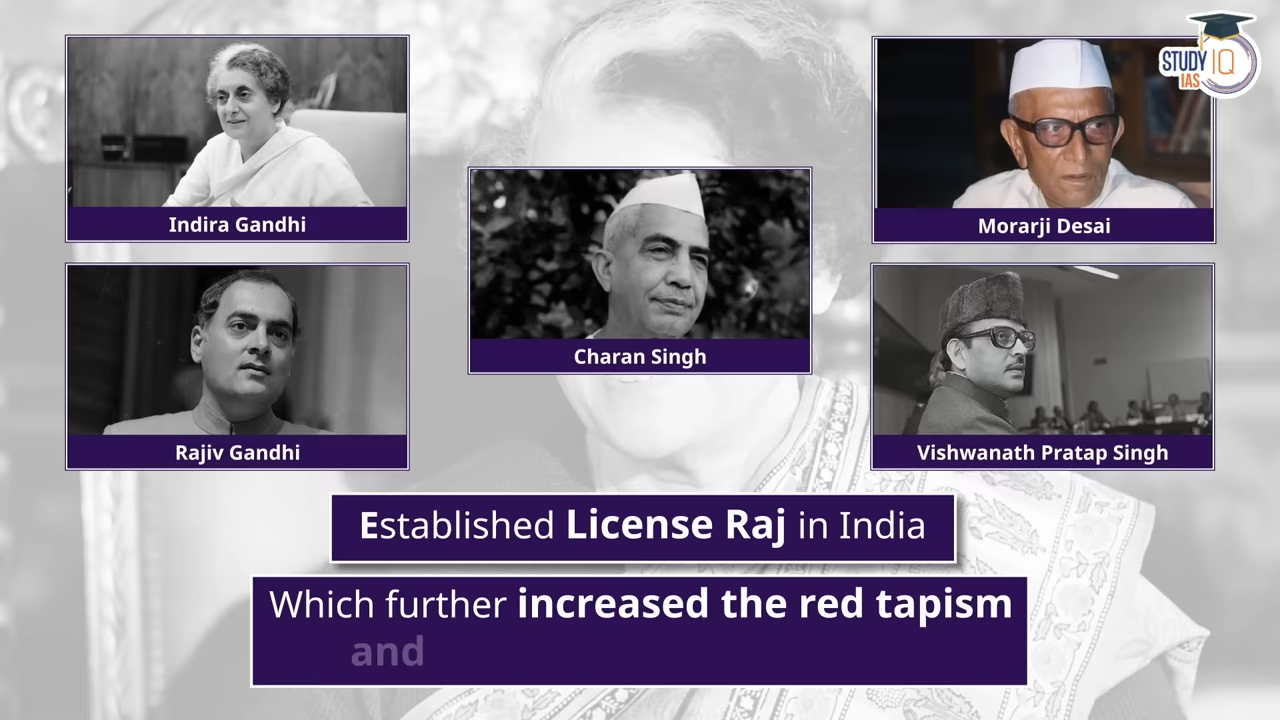 STUDY IQ
IAS
Indira Gandhi
Morarji Desai
Charan Singh
Rajiv Gandhi
Vishwanath Pratap Singh
Established License Raj in India
Which further increased the red tapism
and